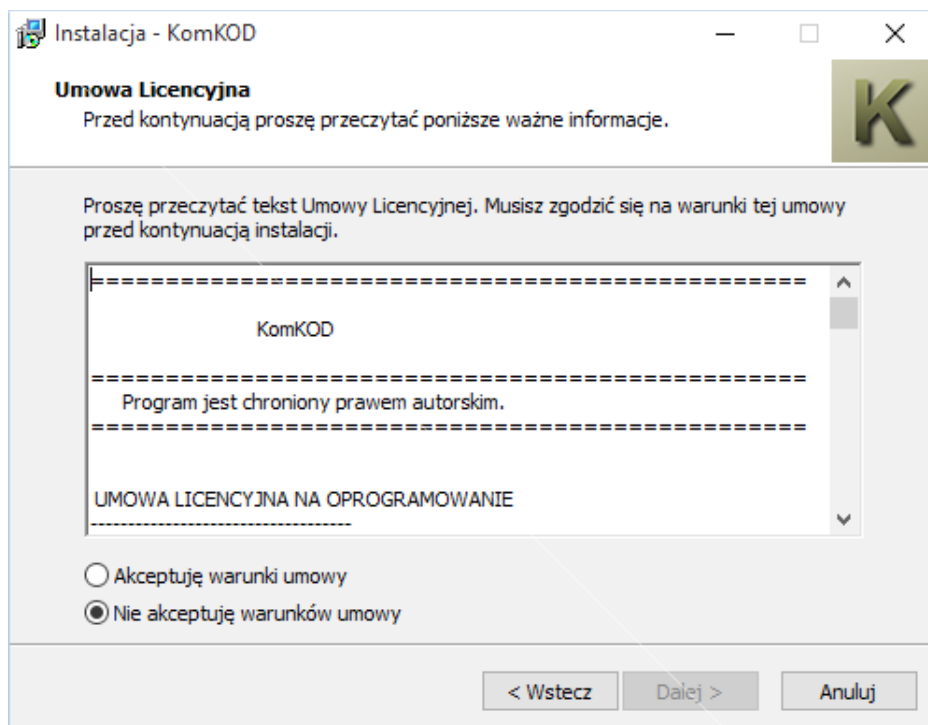 Instalacja - KomKOD
Umowa Licencyjna
Przed kontynuacją proszę przeczytać poniższe ważne informacje.
K
Proszę przeczytać tekst Umowy Licencyjnej. Musisz zgodzić się na warunki tej umowy
przed kontynuacją instalacji.
================================================
KomKOD
================================================
Program jest chroniony prawem autorskim.
================================================
UMOWA LICENCYJNA NA OPROGRAMOWANIE
-----------------------------------
Akceptuję warunki umowy
Nie akceptuję warunków umowy
< Wstecz Dalej > Anuluj